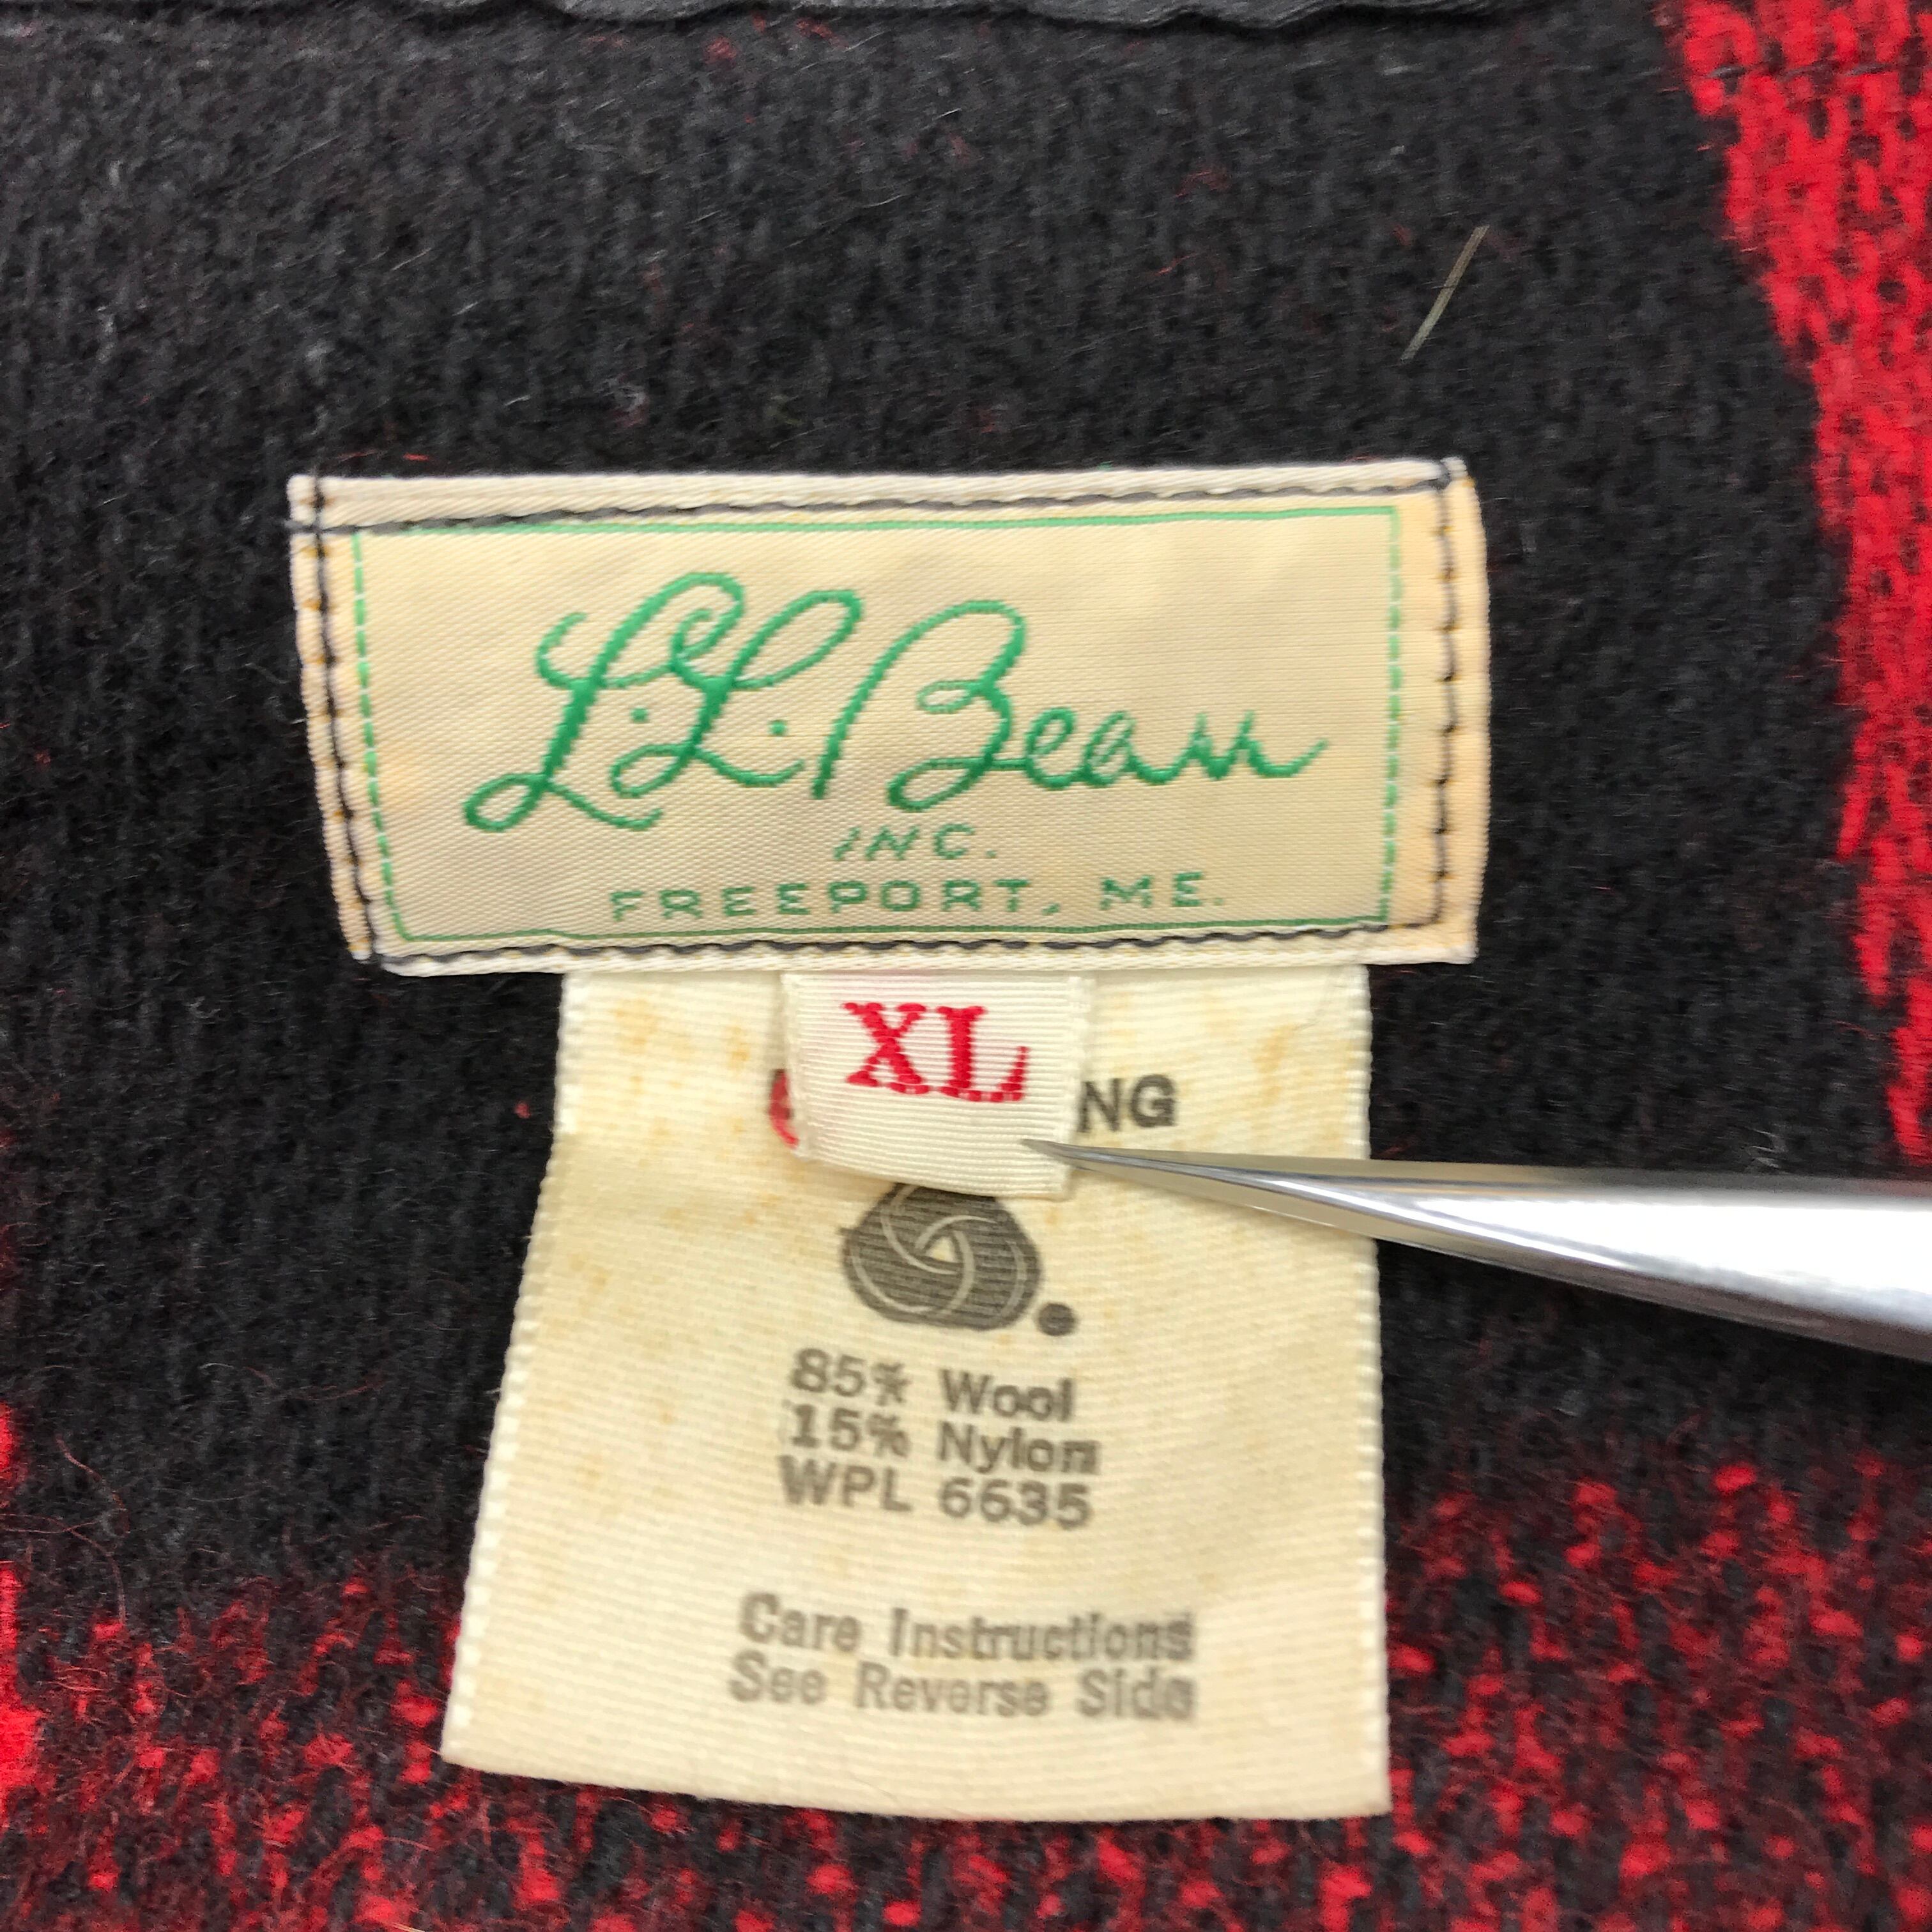 L.L.Bean
INC.
FREEPORT, ME.
XL
NG
85% Wool
15% Nylon
WPL 6635
Care Instructions
See Reverse Side